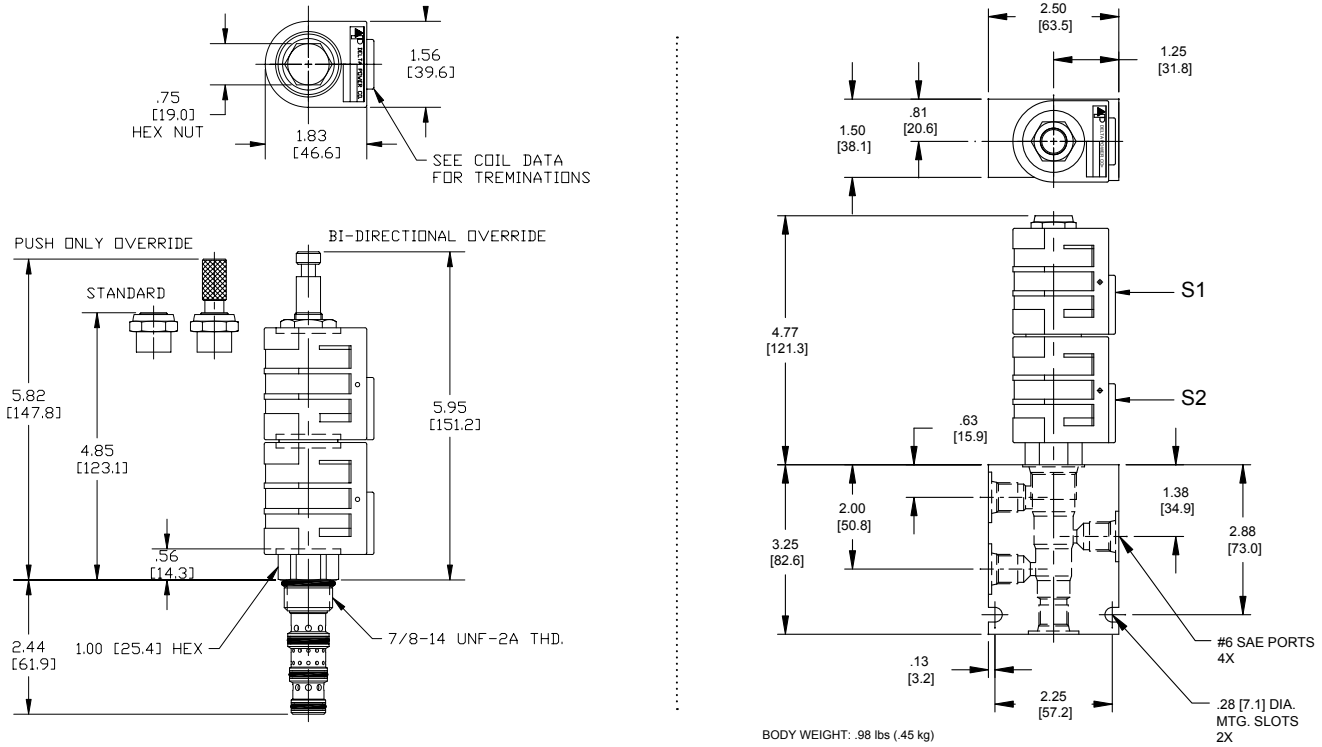 .75
[19.0]
HEX NUT
1.56
[39.6]
1.83
[46.6]
DELTA POWER CO.
SEE COIL DATA
FOR TREMINATIONS
PUSH ONLY OVERRIDE
BI-DIRECTIONAL OVERRIDE
STANDARD
5.82
[147.8]
4.85
[123.1]
5.95
[151.2]
.56
[14.3]
2.44
[61.9]
1.00 [25.4] HEX
7/8-14 UNF-2A THD.
2.50
[63.5]
1.25
[31.8]
.81
[20.6]
1.50
[38.1]
DELTA POWER CO.
S1
4.77
[121.3]
S2
.63
[15.9]
2.00
[50.8]
3.25
[82.6]
1.38
[34.9]
2.88
[73.0]
#6 SAE PORTS
4X
.13
[3.2]
2.25
[57.2]
.28 [7.1] DIA.
MTG. SLOTS
2X
BODY WEIGHT: .98 lbs (.45 kg)